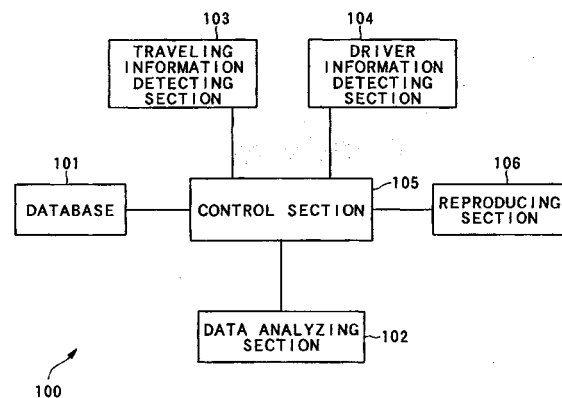 103
TRAVELING
INFORMATION
DETECTING
SECTION
104
DRIVER
INFORMATION
DETECTING
SECTION
101
DATABASE
CONTROL SECTION
105
106
REPRODUCING
SECTION
DATA ANALYZING
SECTION
102
100